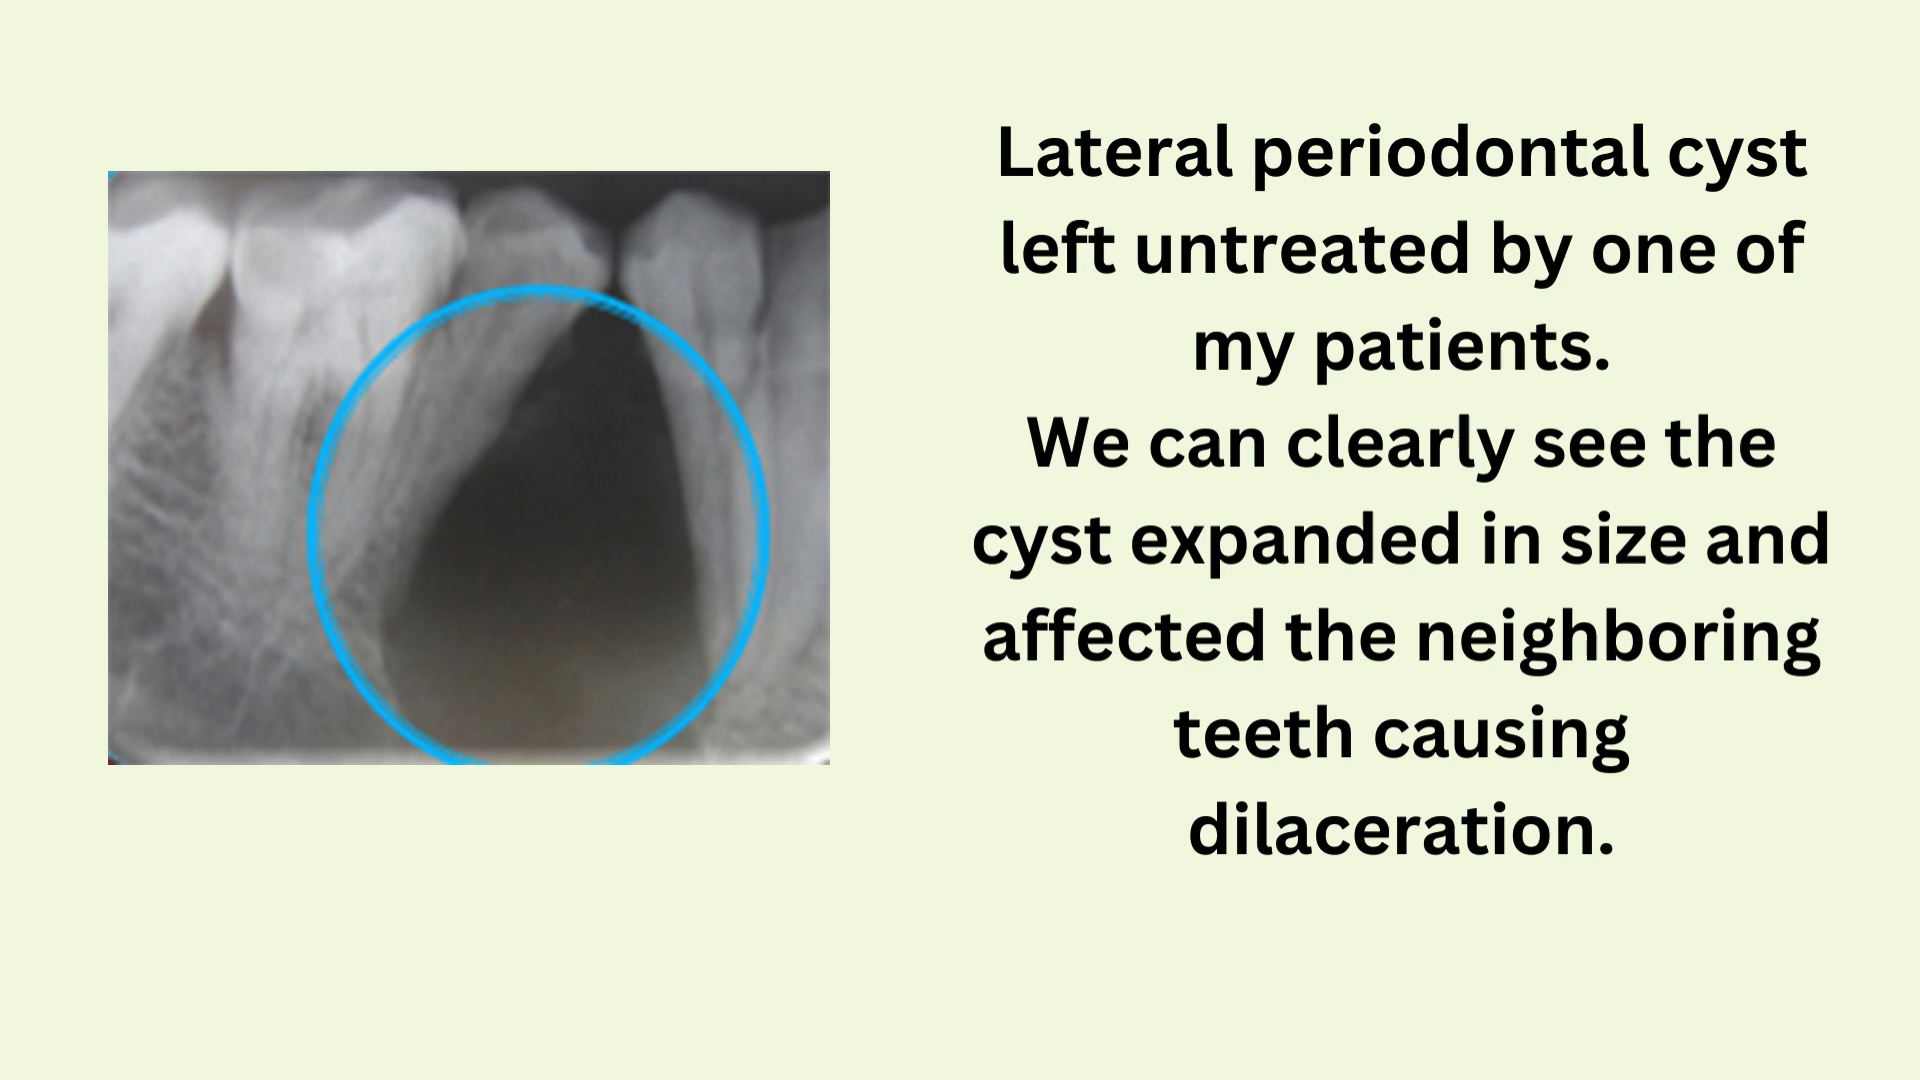 Lateral periodontal cyst
left untreated by one of
my patients.
We can clearly see the
cyst expanded in size and
affected the neighboring
teeth causing
dilaceration.